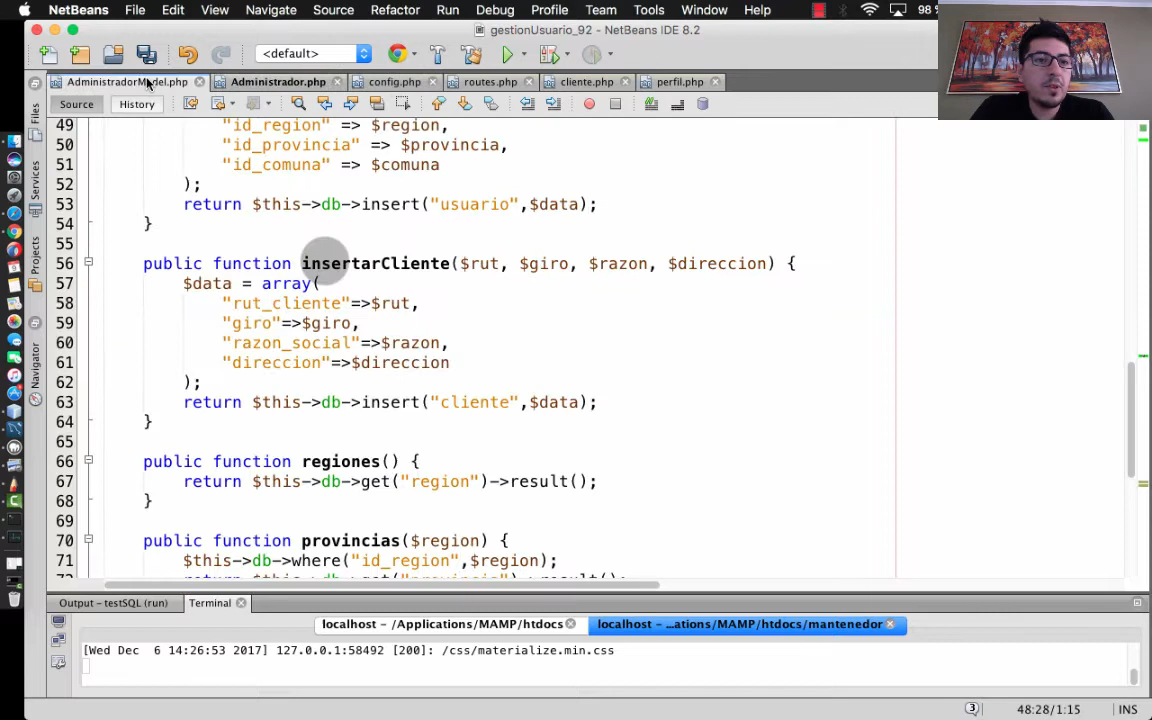 NetBeans File Edit View Navigate Source Refactor Run Debug Profile Team Tools Window Help 98 %
gestionUsuario_92 - NetBeans IDE 8.2
<default>
AdministradorModel.php Administrador.php config.php routes.php cliente.php perfil.php
Source History
Files
Services
Projects
Navigator
49 "id_region" => $region,
50 "id_provincia" => $provincia,
51 "id_comuna" => $comuna
52 );
53 return $this->db->insert("usuario",$data);
54 }
55
56 public function insertarCliente($rut, $giro, $razon, $direccion) {
57 $data = array(
58 "rut_cliente"=>$rut,
59 "giro"=>$giro,
60 "razon_social"=>$razon,
61 "direccion"=>$direccion
62 );
63 return $this->db->insert("cliente",$data);
64 }
65
66 public function regiones() {
67 return $this->db->get("region")->result();
68 }
69
70 public function provincias($region) {
71 $this->db->where("id_region",$region);
Output - testSQL (run) Terminal
localhost - /Applications/MAMP/htdocs localhost - ...ations/MAMP/htdocs/mantenedor
[Wed Dec 6 14:26:53 2017] 127.0.0.1:58492 [200]: /css/materialize.min.css
3 48:28/1:15 INS